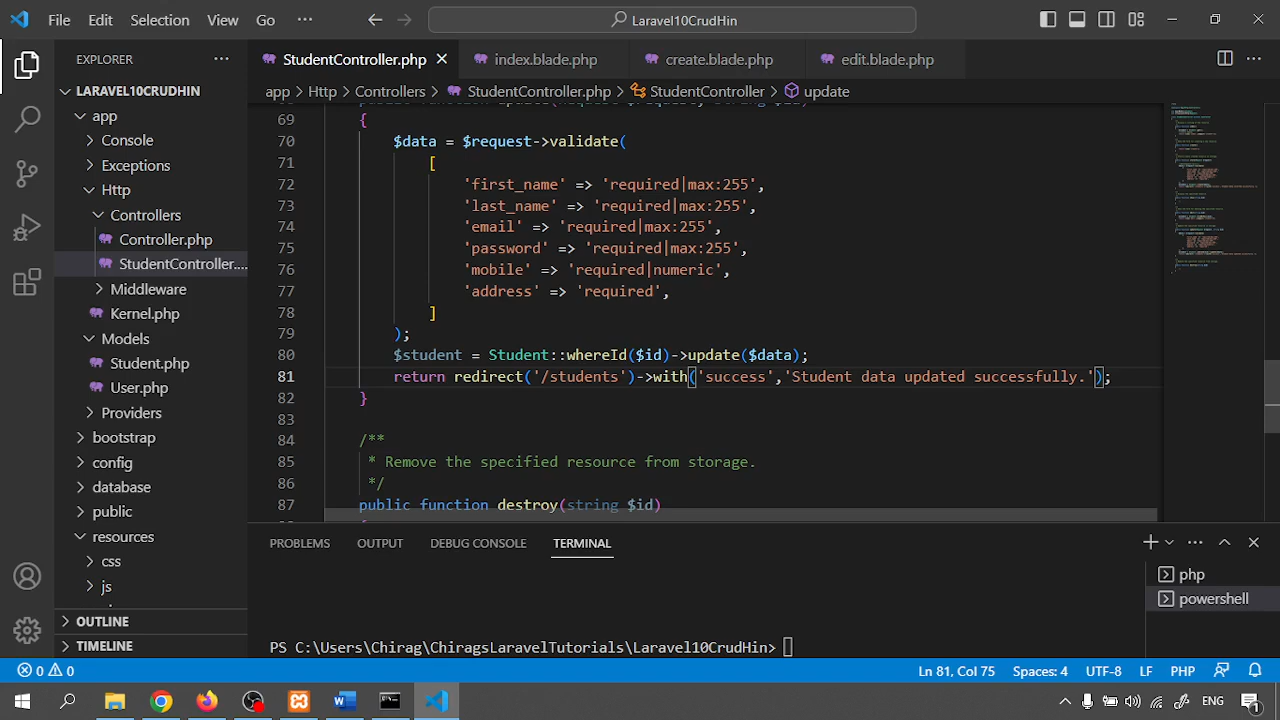 File Edit Selection View Go ··· Laravel10CrudHin
EXPLORER ···
LARAVEL10CRUDHIN
app
Console
Exceptions
Http
Controllers
Controller.php
StudentController....
Middleware
Kernel.php
Models
Student.php
User.php
Providers
bootstrap
config
database
public
resources
css
js
OUTLINE
TIMELINE
StudentController.php index.blade.php create.blade.php edit.blade.php ···
app > Http > Controllers > StudentController.php > StudentController > update
69 {
70 $data = $request->validate(
71 [
72 'first_name' => 'required|max:255',
73 'last_name' => 'required|max:255',
74 'email' => 'required|max:255',
75 'password' => 'required|max:255',
76 'mobile' => 'required|numeric',
77 'address' => 'required',
78 ]
79 );
80 $student = Student::whereId($id)->update($data);
81 return redirect('/students')->with('success','Student data updated successfully.');
82 }
83
84 /**
85 * Remove the specified resource from storage.
86 */
87 public function destroy(string $id)
PROBLEMS OUTPUT DEBUG CONSOLE TERMINAL
php
powershell
PS C:\Users\Chirag\ChiragsLaravelTutorials\Laravel10CrudHin>
0 0 Ln 81, Col 75 Spaces: 4 UTF-8 LF PHP
ENG 1